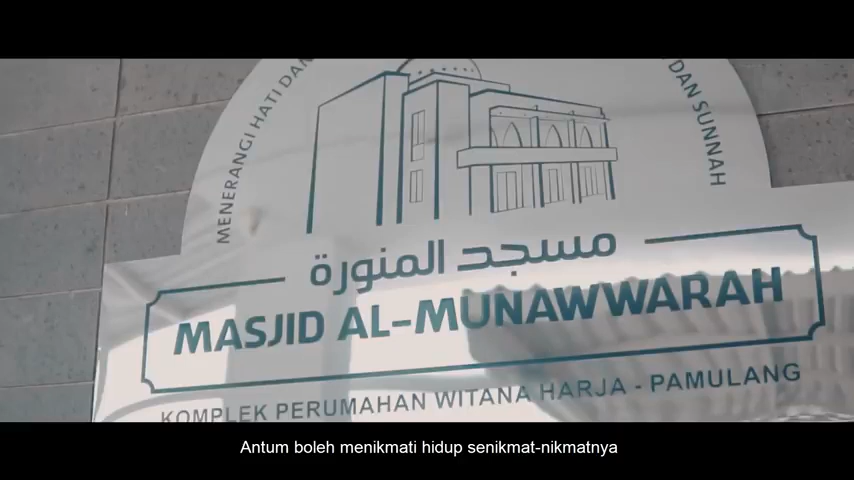 MENERANGI HATI DAN
DAN SUNNAH
مسجد المنورة
MASJID AL-MUNAWWARAH
KOMPLEK PERUMAHAN WITANA HARJA - PAMULANG
Antum boleh menikmati hidup senikmat-nikmatnya